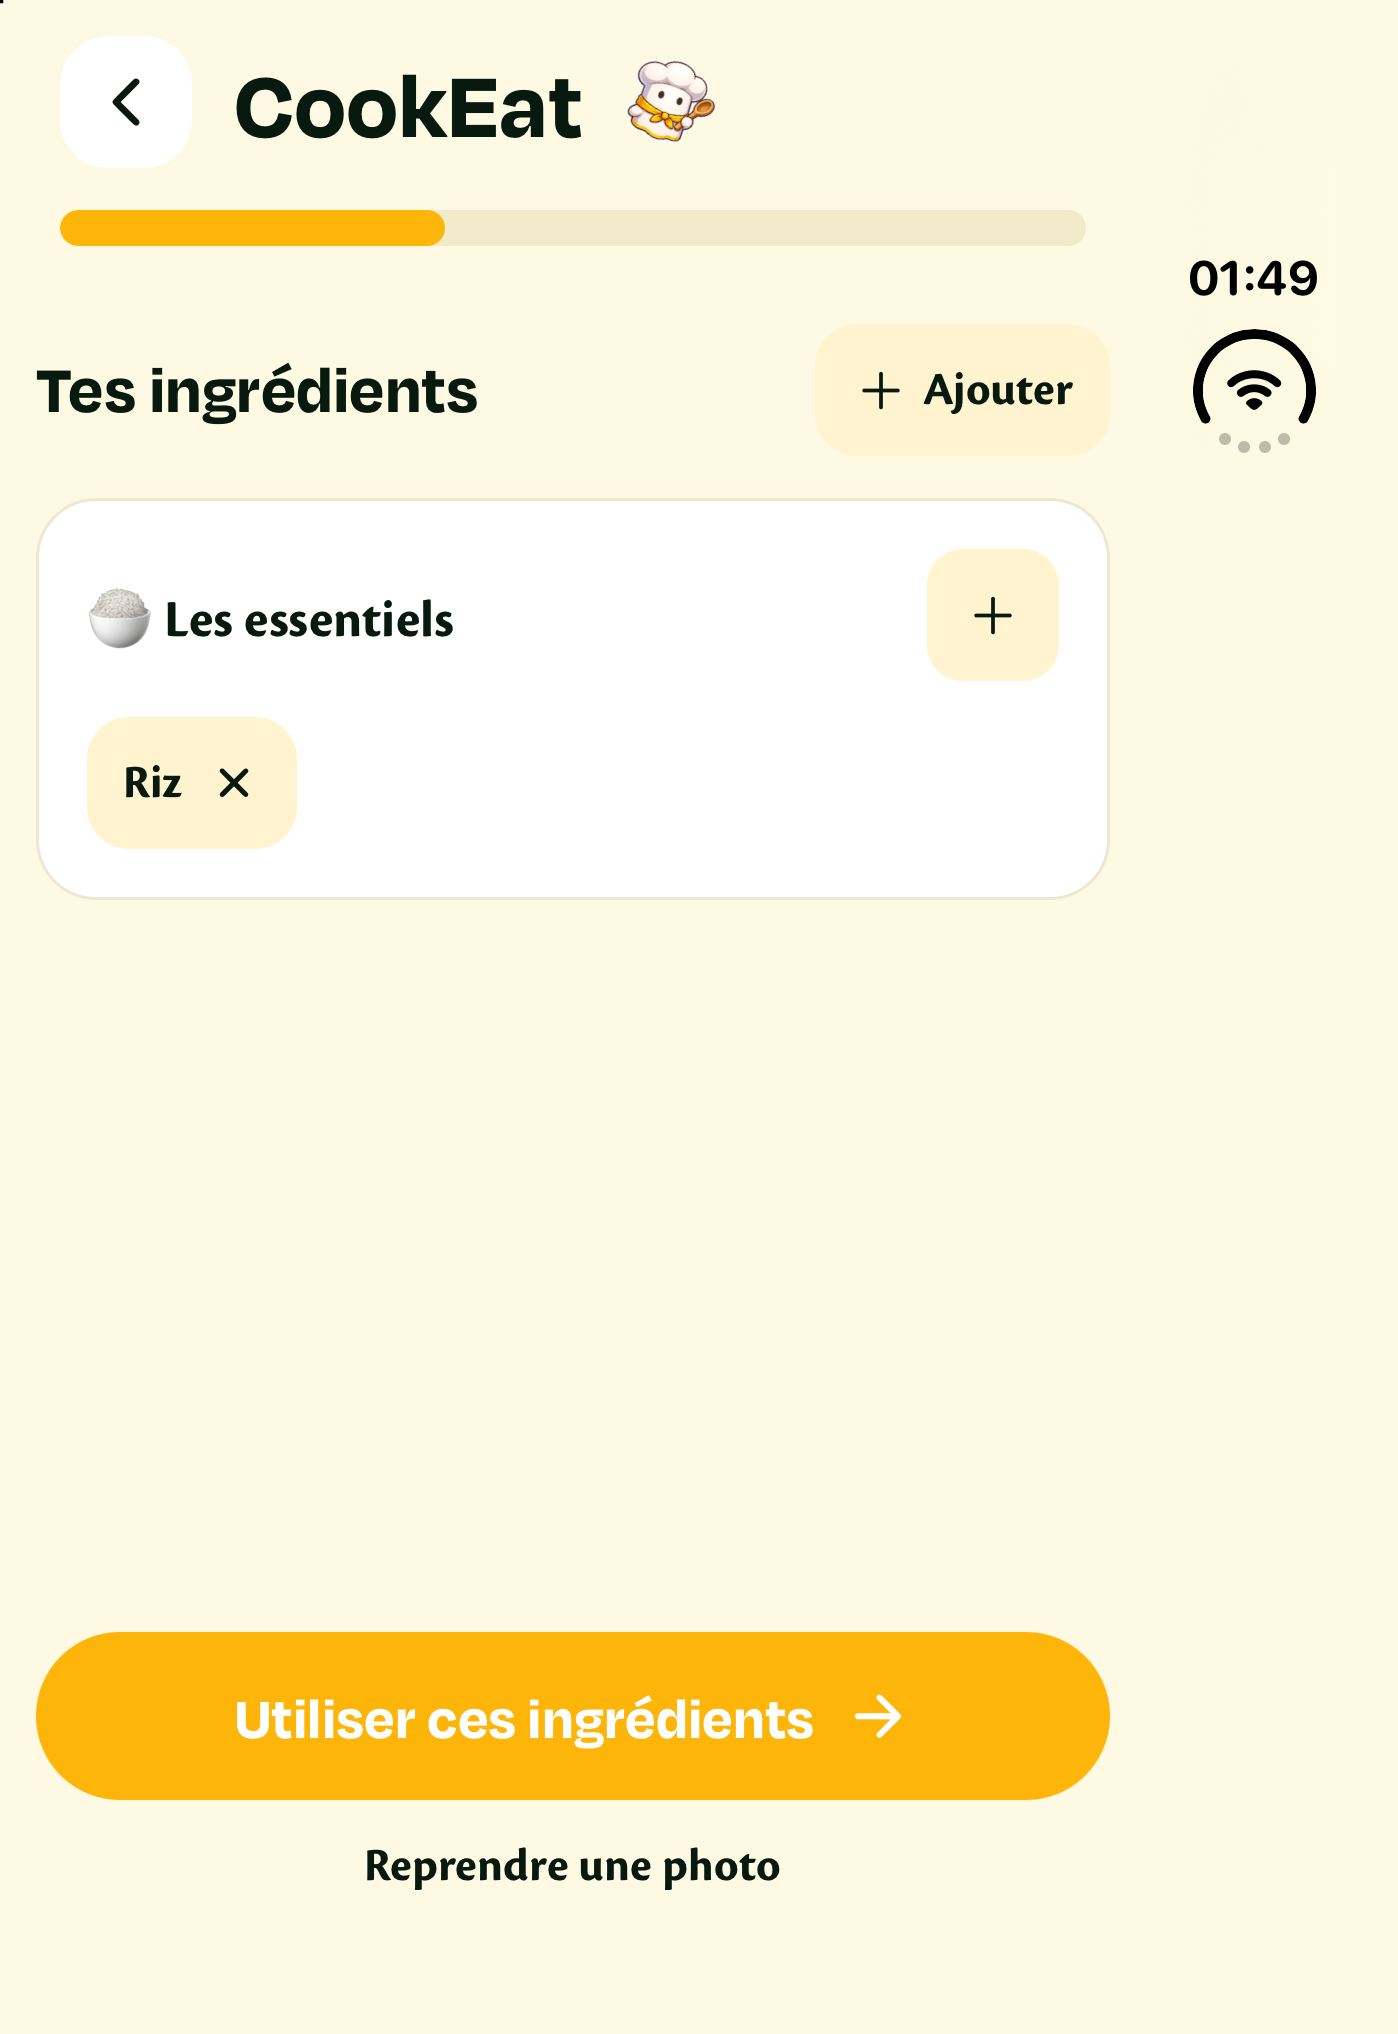 CookEat
01:49
Tes ingrédients
Ajouter
Les essentiels
Riz
Utiliser ces ingrédients
Reprendre une photo